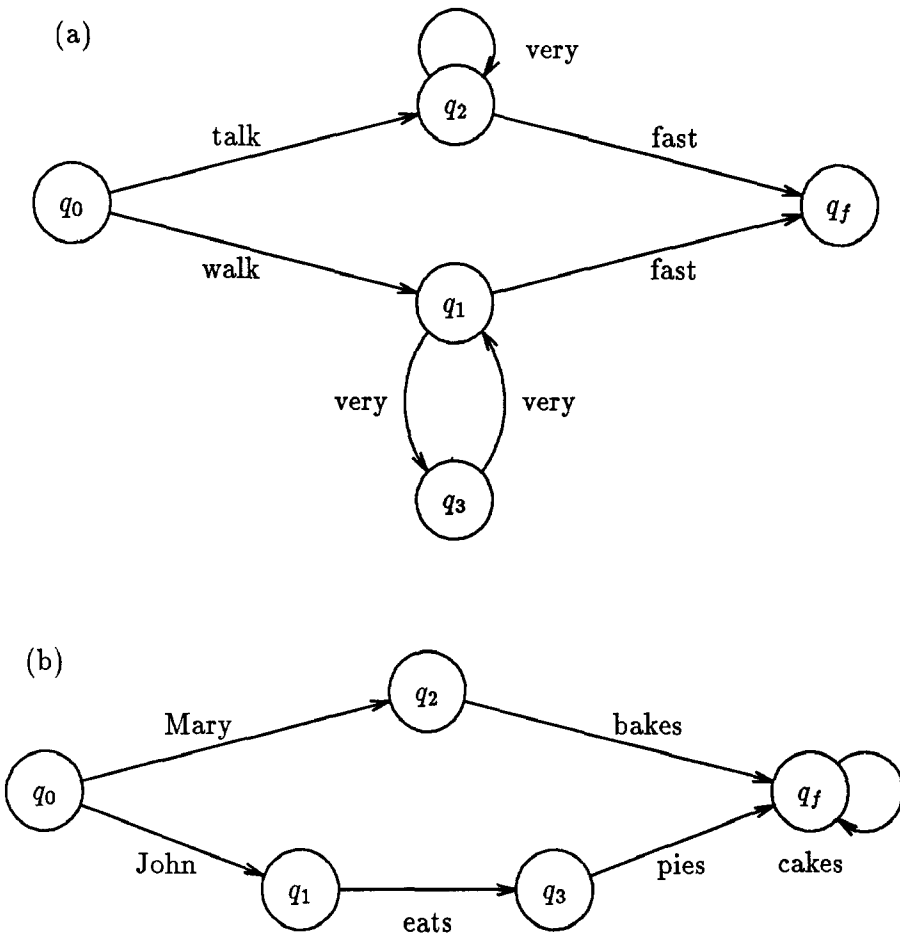 (a)
very
q2
talk
fast
q0
qf
walk
fast
q1
very
very
q3
(b)
q2
Mary
bakes
q0
qf
John
pies
cakes
q1
q3
eats